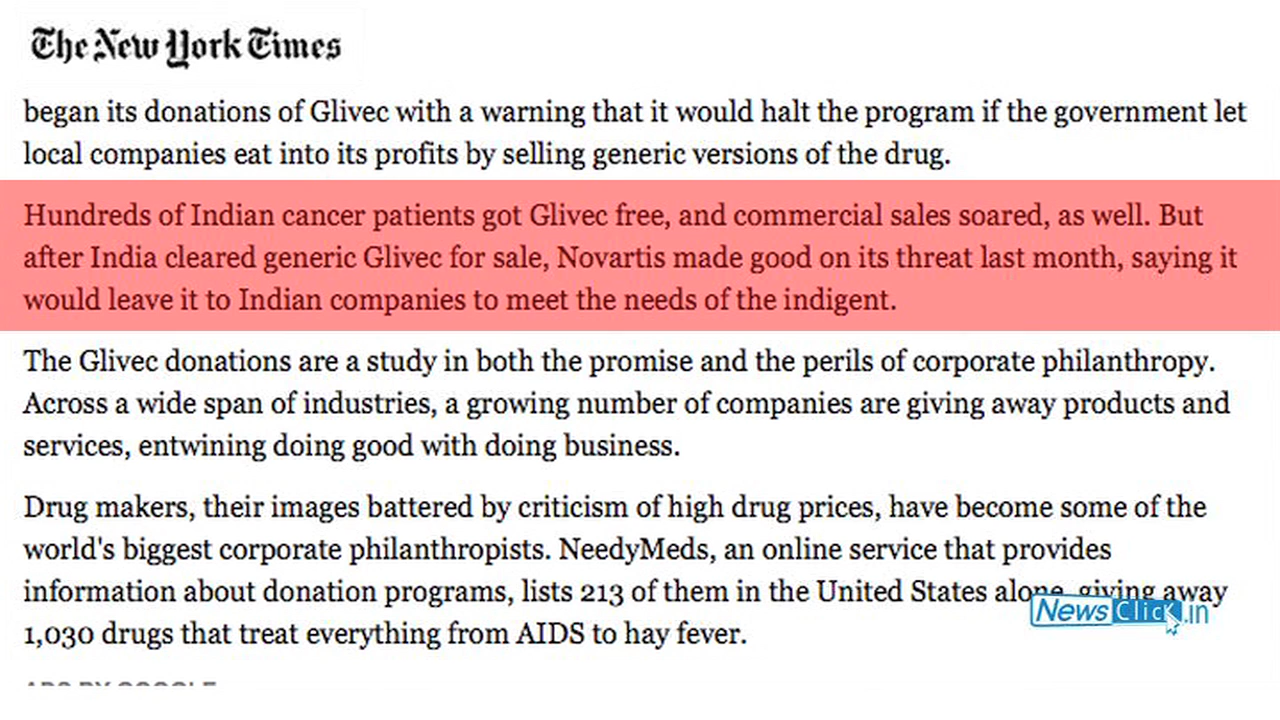 The New York Times
began its donations of Glivec with a warning that it would halt the program if the government let
local companies eat into its profits by selling generic versions of the drug.
Hundreds of Indian cancer patients got Glivec free, and commercial sales soared, as well. But
after India cleared generic Glivec for sale, Novartis made good on its threat last month, saying it
would leave it to Indian companies to meet the needs of the indigent.
The Glivec donations are a study in both the promise and the perils of corporate philanthropy.
Across a wide span of industries, a growing number of companies are giving away products and
services, entwining doing good with doing business.
Drug makers, their images battered by criticism of high drug prices, have become some of the
world's biggest corporate philanthropists. NeedyMeds, an online service that provides
information about donation programs, lists 213 of them in the United States alone, giving away
1,030 drugs that treat everything from AIDS to hay fever.
NewsClick.in
ADS BY GOOGLE